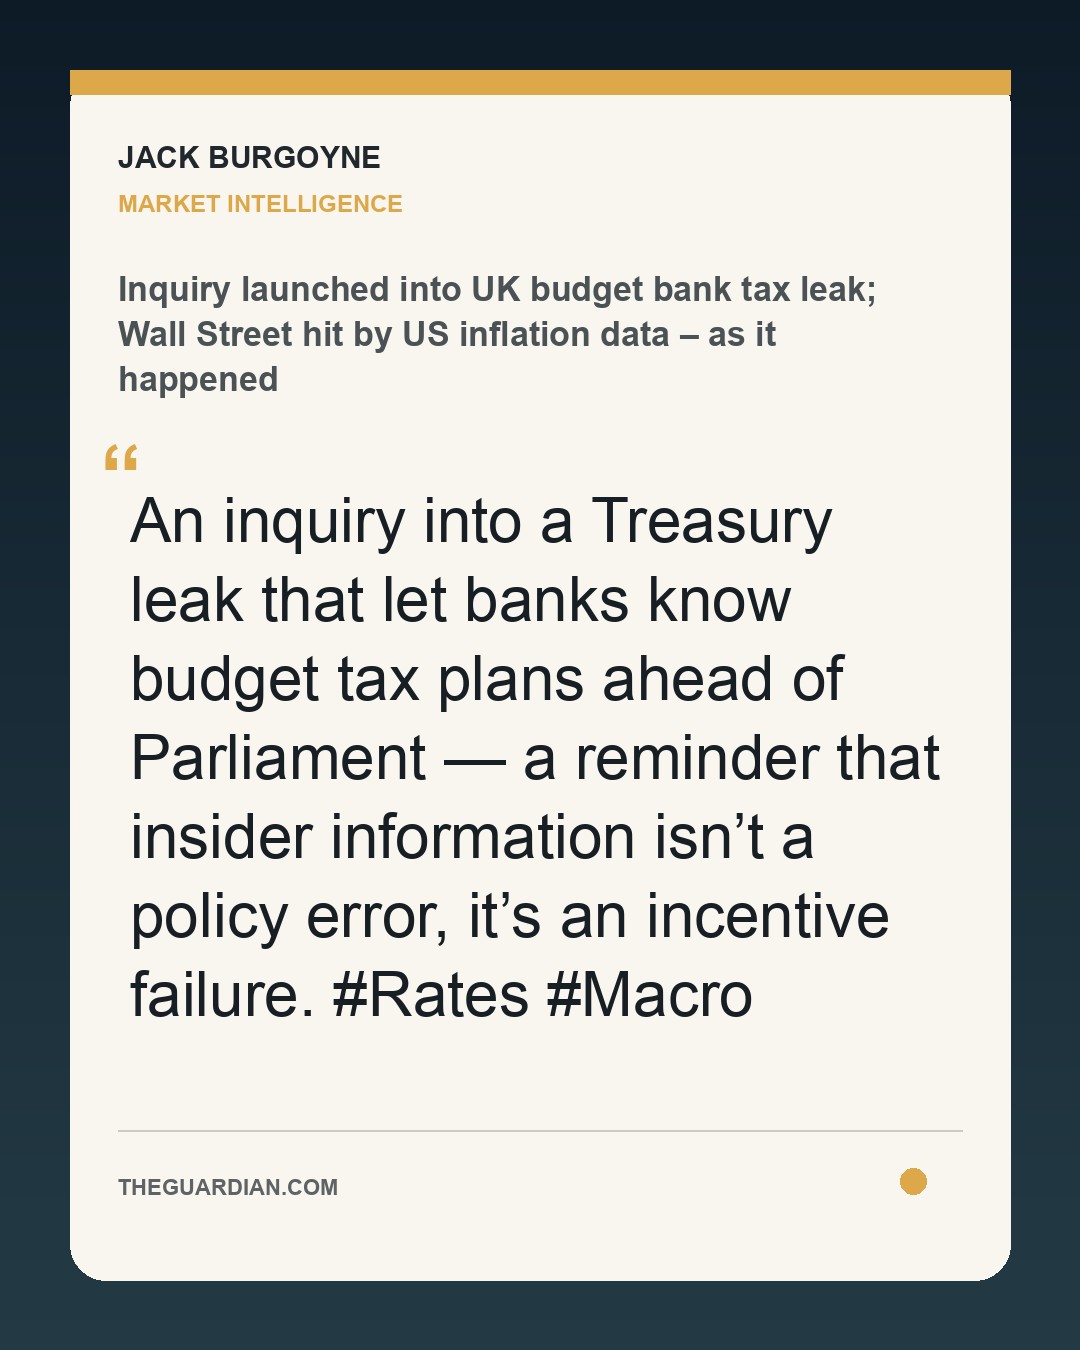 JACK BURGOYNE
MARKET INTELLIGENCE
Inquiry launched into UK budget bank tax leak;
Wall Street hit by US inflation data – as it
happened
“
An inquiry into a Treasury
leak that let banks know
budget tax plans ahead of
Parliament — a reminder that
insider information isn’t a
policy error, it’s an incentive
failure. #Rates #Macro
THEGUARDIAN.COM